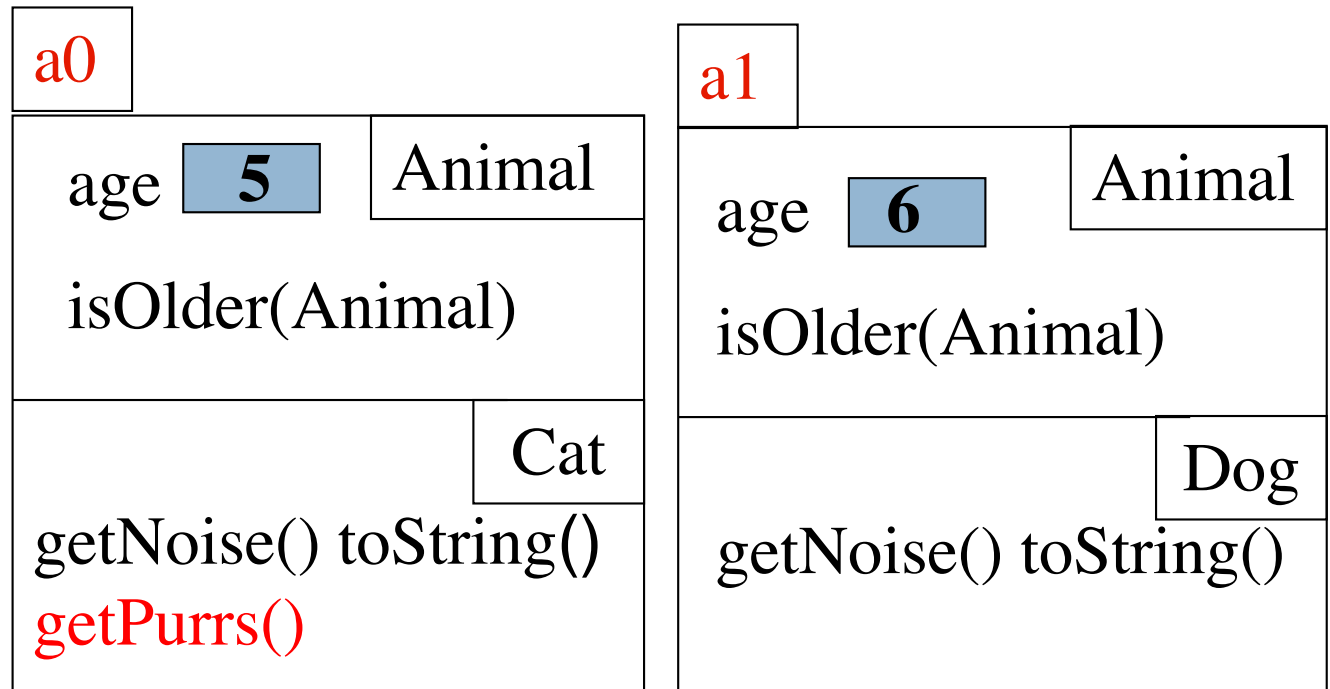 a0
age 5 Animal
isOlder(Animal)
Cat
getNoise() toString()
getPurrs()
a1
age 6 Animal
isOlder(Animal)
Dog
getNoise() toString()